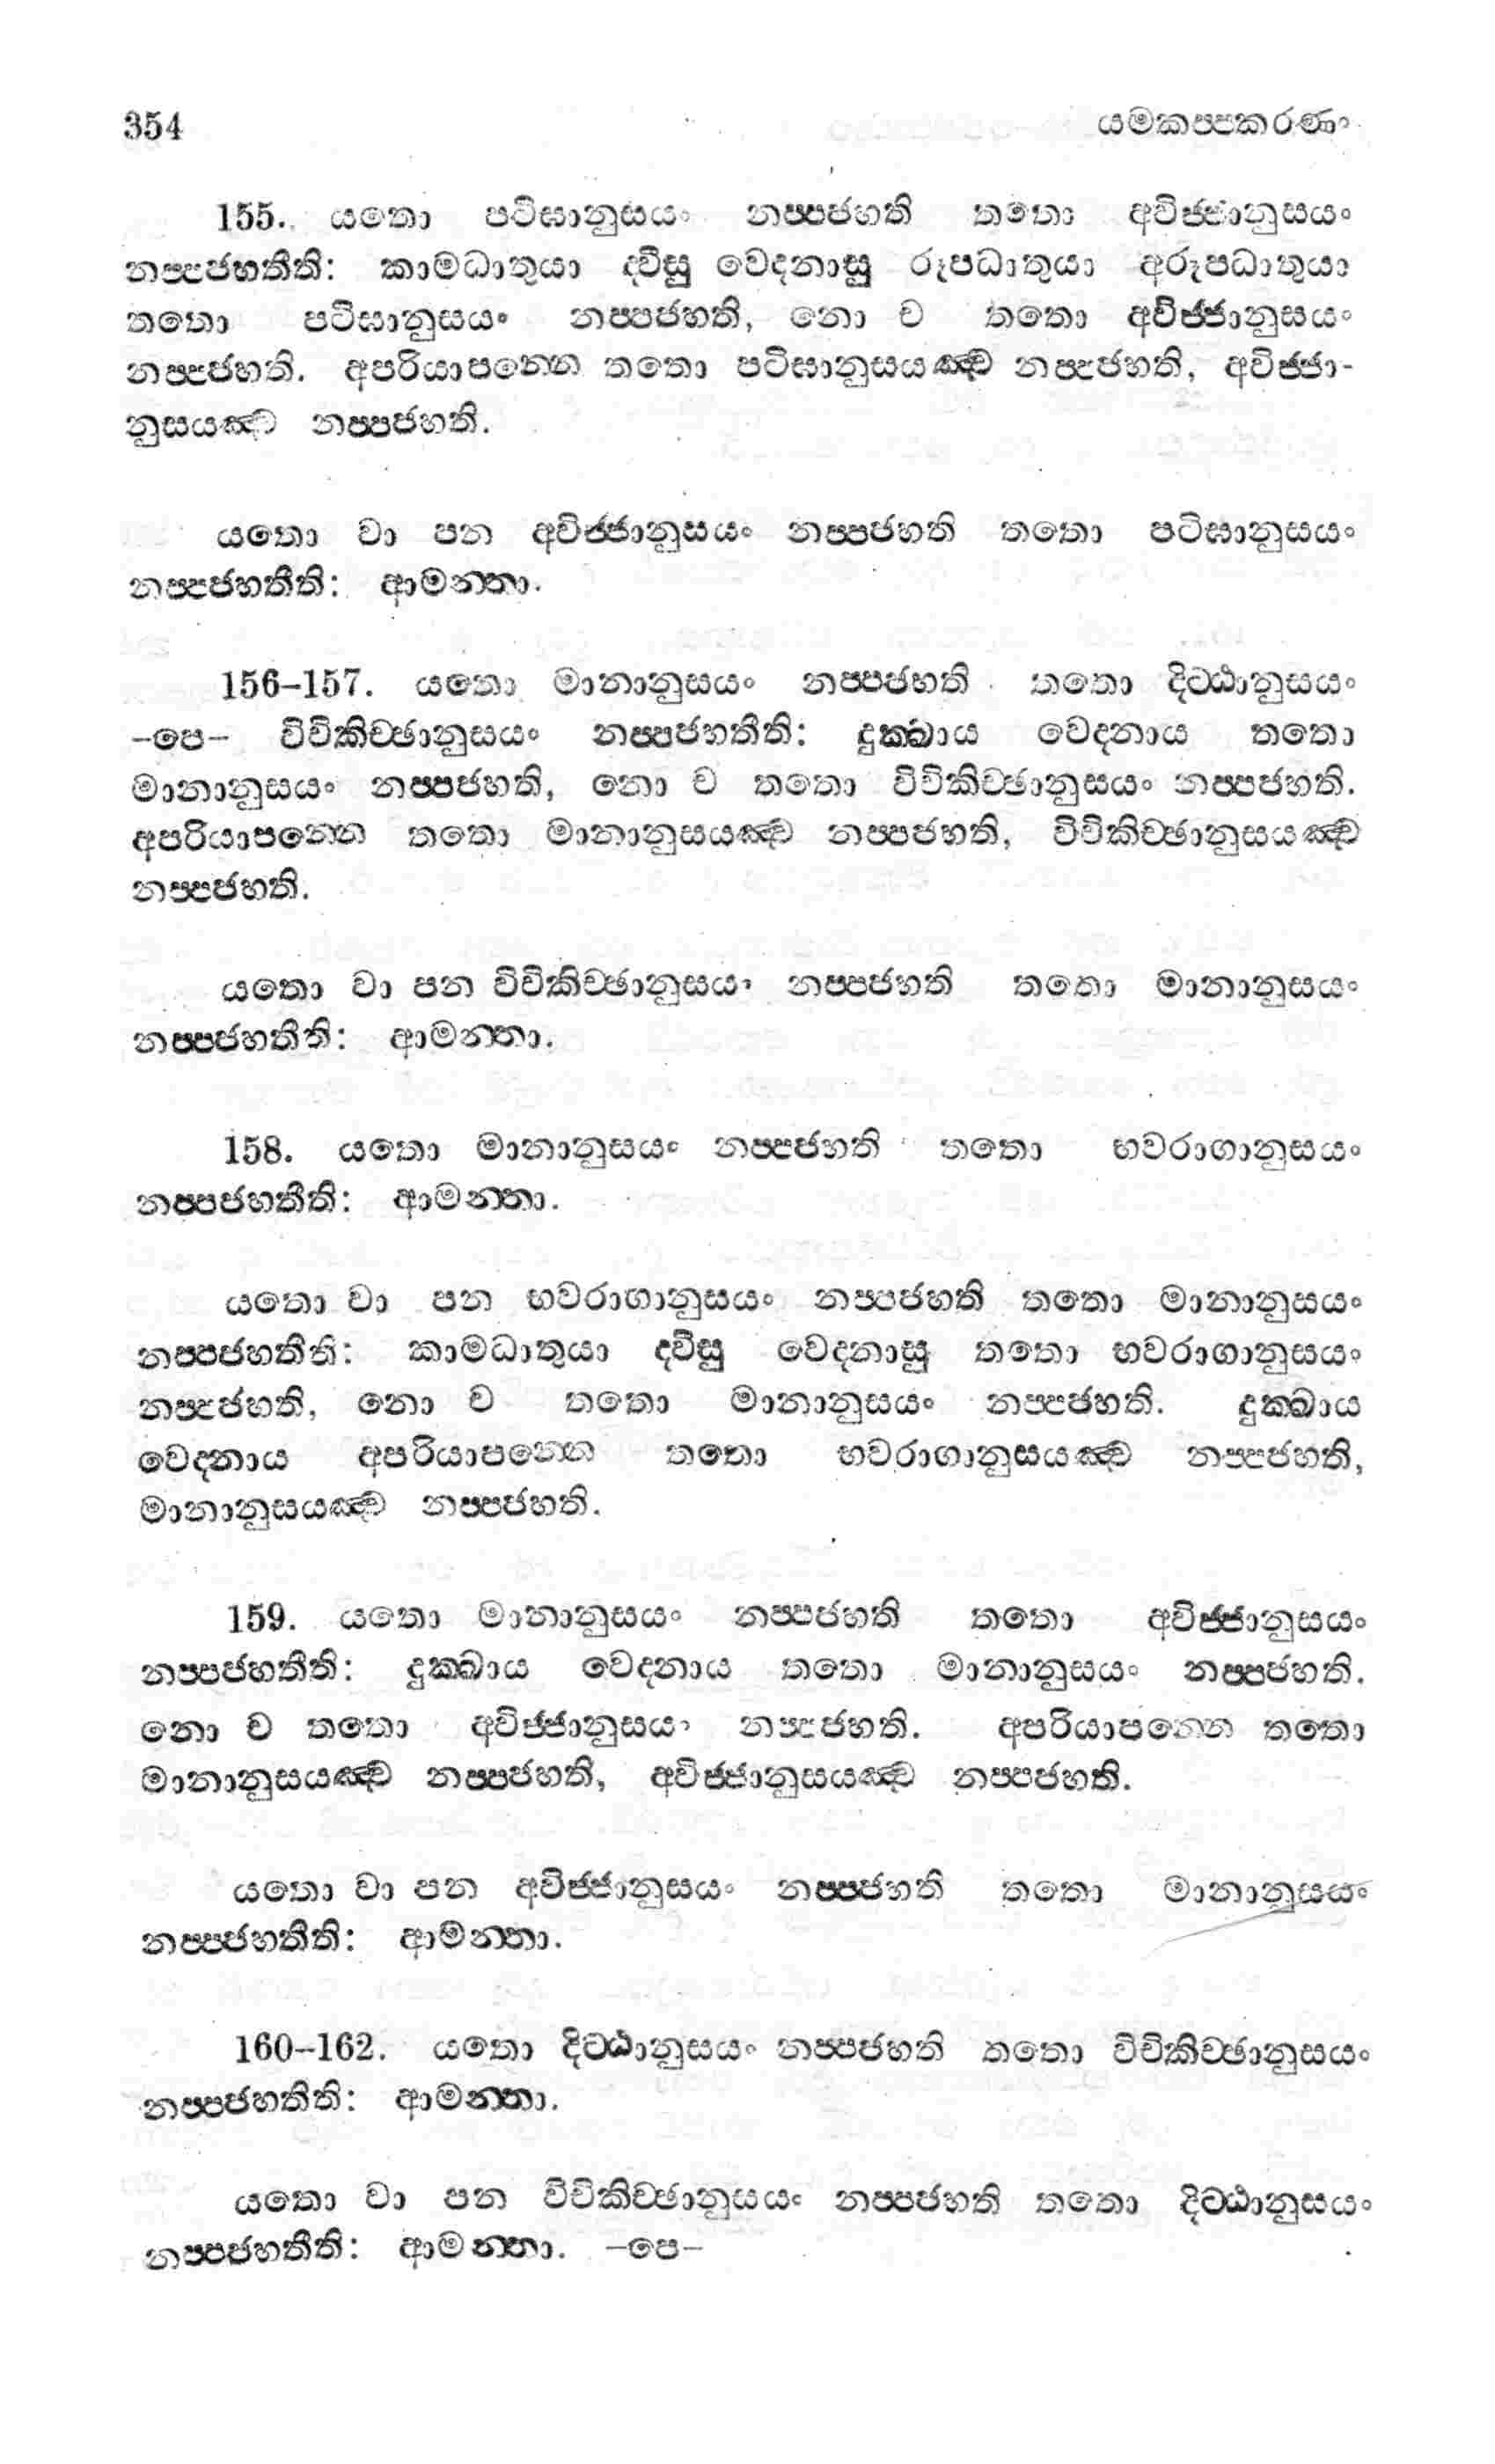 354 යමකප්පකරණං
155. යතො පටිඝානුසයං නප්පජහති තතො අවිජ්ජානුසයං
නප්පජහතීති: කාමධාතුයා ද්වීසු වෙදනාසු රූපධාතුයා අරූපධාතුයා
තතො පටිඝානුසයං නප්පජහති, නො ච තතො අවිජ්ජානුසයං
නප්පජහති. අපරියාපන්නෙ තතො පටිඝානුසයඤ්ච නප්පජහති, අවිජ්ජා-
නුසයඤ්ච නප්පජහති.
යතො වා පන අවිජ්ජානුසයං නප්පජහති තතො පටිඝානුසයං
නප්පජහතීති: ආමන්තා.
156–157. යතො මානානුසයං නප්පජහති තතො දිට්ඨානුසයං
–පෙ– විචිකිච්ඡානුසයං නප්පජහතීති: දුක්ඛාය වෙදනාය තතො
මානානුසයං නප්පජහති, නො ච තතො විචිකිච්ඡානුසයං නප්පජහති.
අපරියාපන්නෙ තතො මානානුසයඤ්ච නප්පජහති, විචිකිච්ඡානුසයඤ්ච
නප්පජහති.
යතො වා පන විචිකිච්ඡානුසයං නප්පජහති තතො මානානුසයං
නප්පජහතීති: ආමන්තා.
158. යතො මානානුසයං නප්පජහති තතො භවරාගානුසයං
නප්පජහතීති: ආමන්තා.
යතො වා පන භවරාගානුසයං නප්පජහති තතො මානානුසයං
නප්පජහතීති: කාමධාතුයා ද්වීසු වෙදනාසු තතො භවරාගානුසයං
නප්පජහති, නො ච තතො මානානුසයං නප්පජහති. දුක්ඛාය
වෙදනාය අපරියාපන්නෙ තතො භවරාගානුසයඤ්ච නප්පජහති,
මානානුසයඤ්ච නප්පජහති.
159. යතො මානානුසයං නප්පජහති තතො අවිජ්ජානුසයං
නප්පජහතීති: දුක්ඛාය වෙදනාය තතො මානානුසයං නප්පජහති.
නො ච තතො අවිජ්ජානුසයං නප්පජහති. අපරියාපන්නෙ තතො
මානානුසයඤ්ච නප්පජහති, අවිජ්ජානුසයඤ්ච නප්පජහති.
යතො වා පන අවිජ්ජානුසයං නප්පජහති තතො මානානුසයං
නප්පජහතීති: ආමන්තා.
160–162. යතො දිට්ඨානුසයං නප්පජහති තතො විචිකිච්ඡානුසයං
නප්පජහතිති: ආමන්තා.
යතො වා පන විචිකිච්ඡානුසයං නප්පජහති තතො දිට්ඨානුසයං
නප්පජහතීති: ආමන්තා. –පෙ–